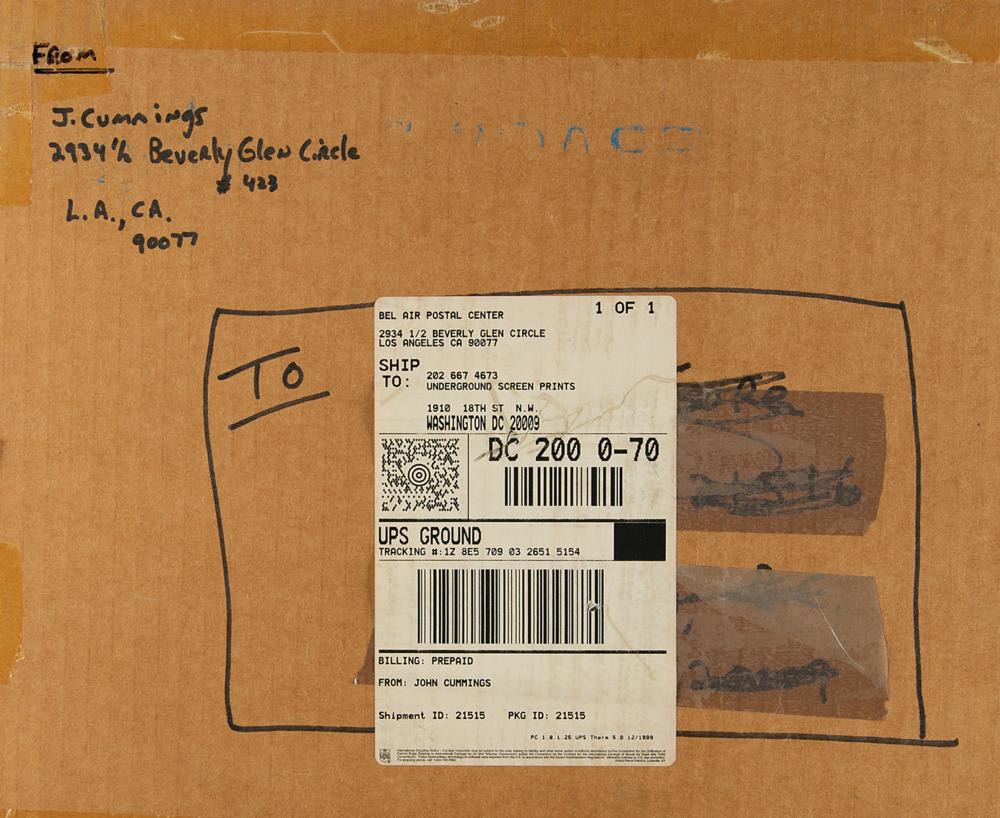 From
J. Cummings
2934 1/2 Beverly Glen Circle
# 423
L.A., CA.
90077
TO
BEL AIR POSTAL CENTER
1 OF 1
2934 1/2 BEVERLY GLEN CIRCLE
LOS ANGELES CA 90077
SHIP
TO:
202 667 4673
UNDERGROUND SCREEN PRINTS
1910 18TH ST N.W.
WASHINGTON DC 20009
DC 200 0-70
UPS GROUND
TRACKING #:1Z 8E5 709 03 2651 5154
BILLING: PREPAID
FROM: JOHN CUMMINGS
Shipment ID: 21515 PKG ID: 21515
PC 1.8.1.25 UPS Therm 5.0 12/1999